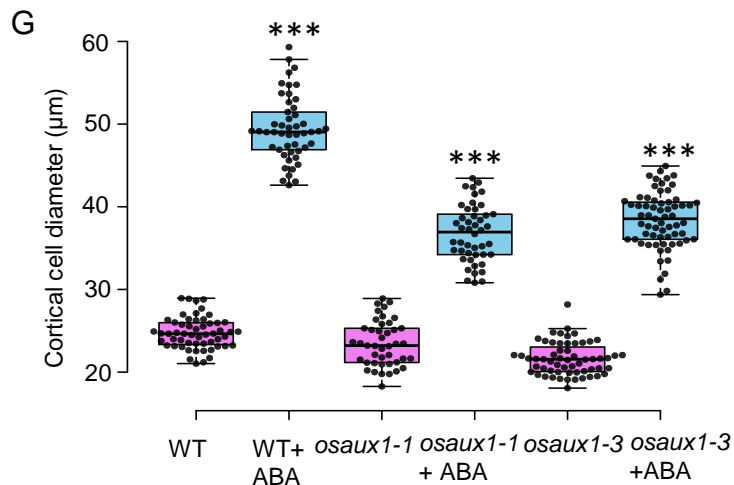 G
***
***
***
60
50
40
30
20
Cortical cell diameter (μm)
WT WT+ osaux1-1 osaux1-1 osaux1-3 osaux1-3
ABA + ABA +ABA